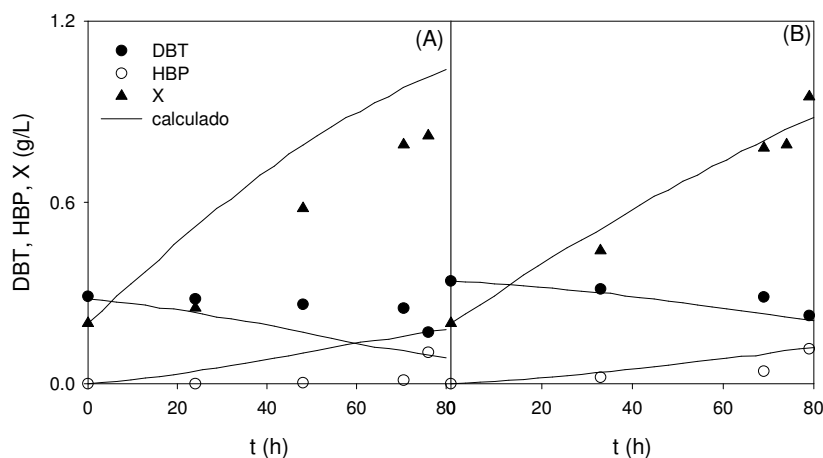 1.2
(A)
(B)
DBT
HBP
X
calculado
0.6
0.0
DBT, HBP, X (g/L)
0 20 40 60 80
0 20 40 60 80
t (h)
t (h)